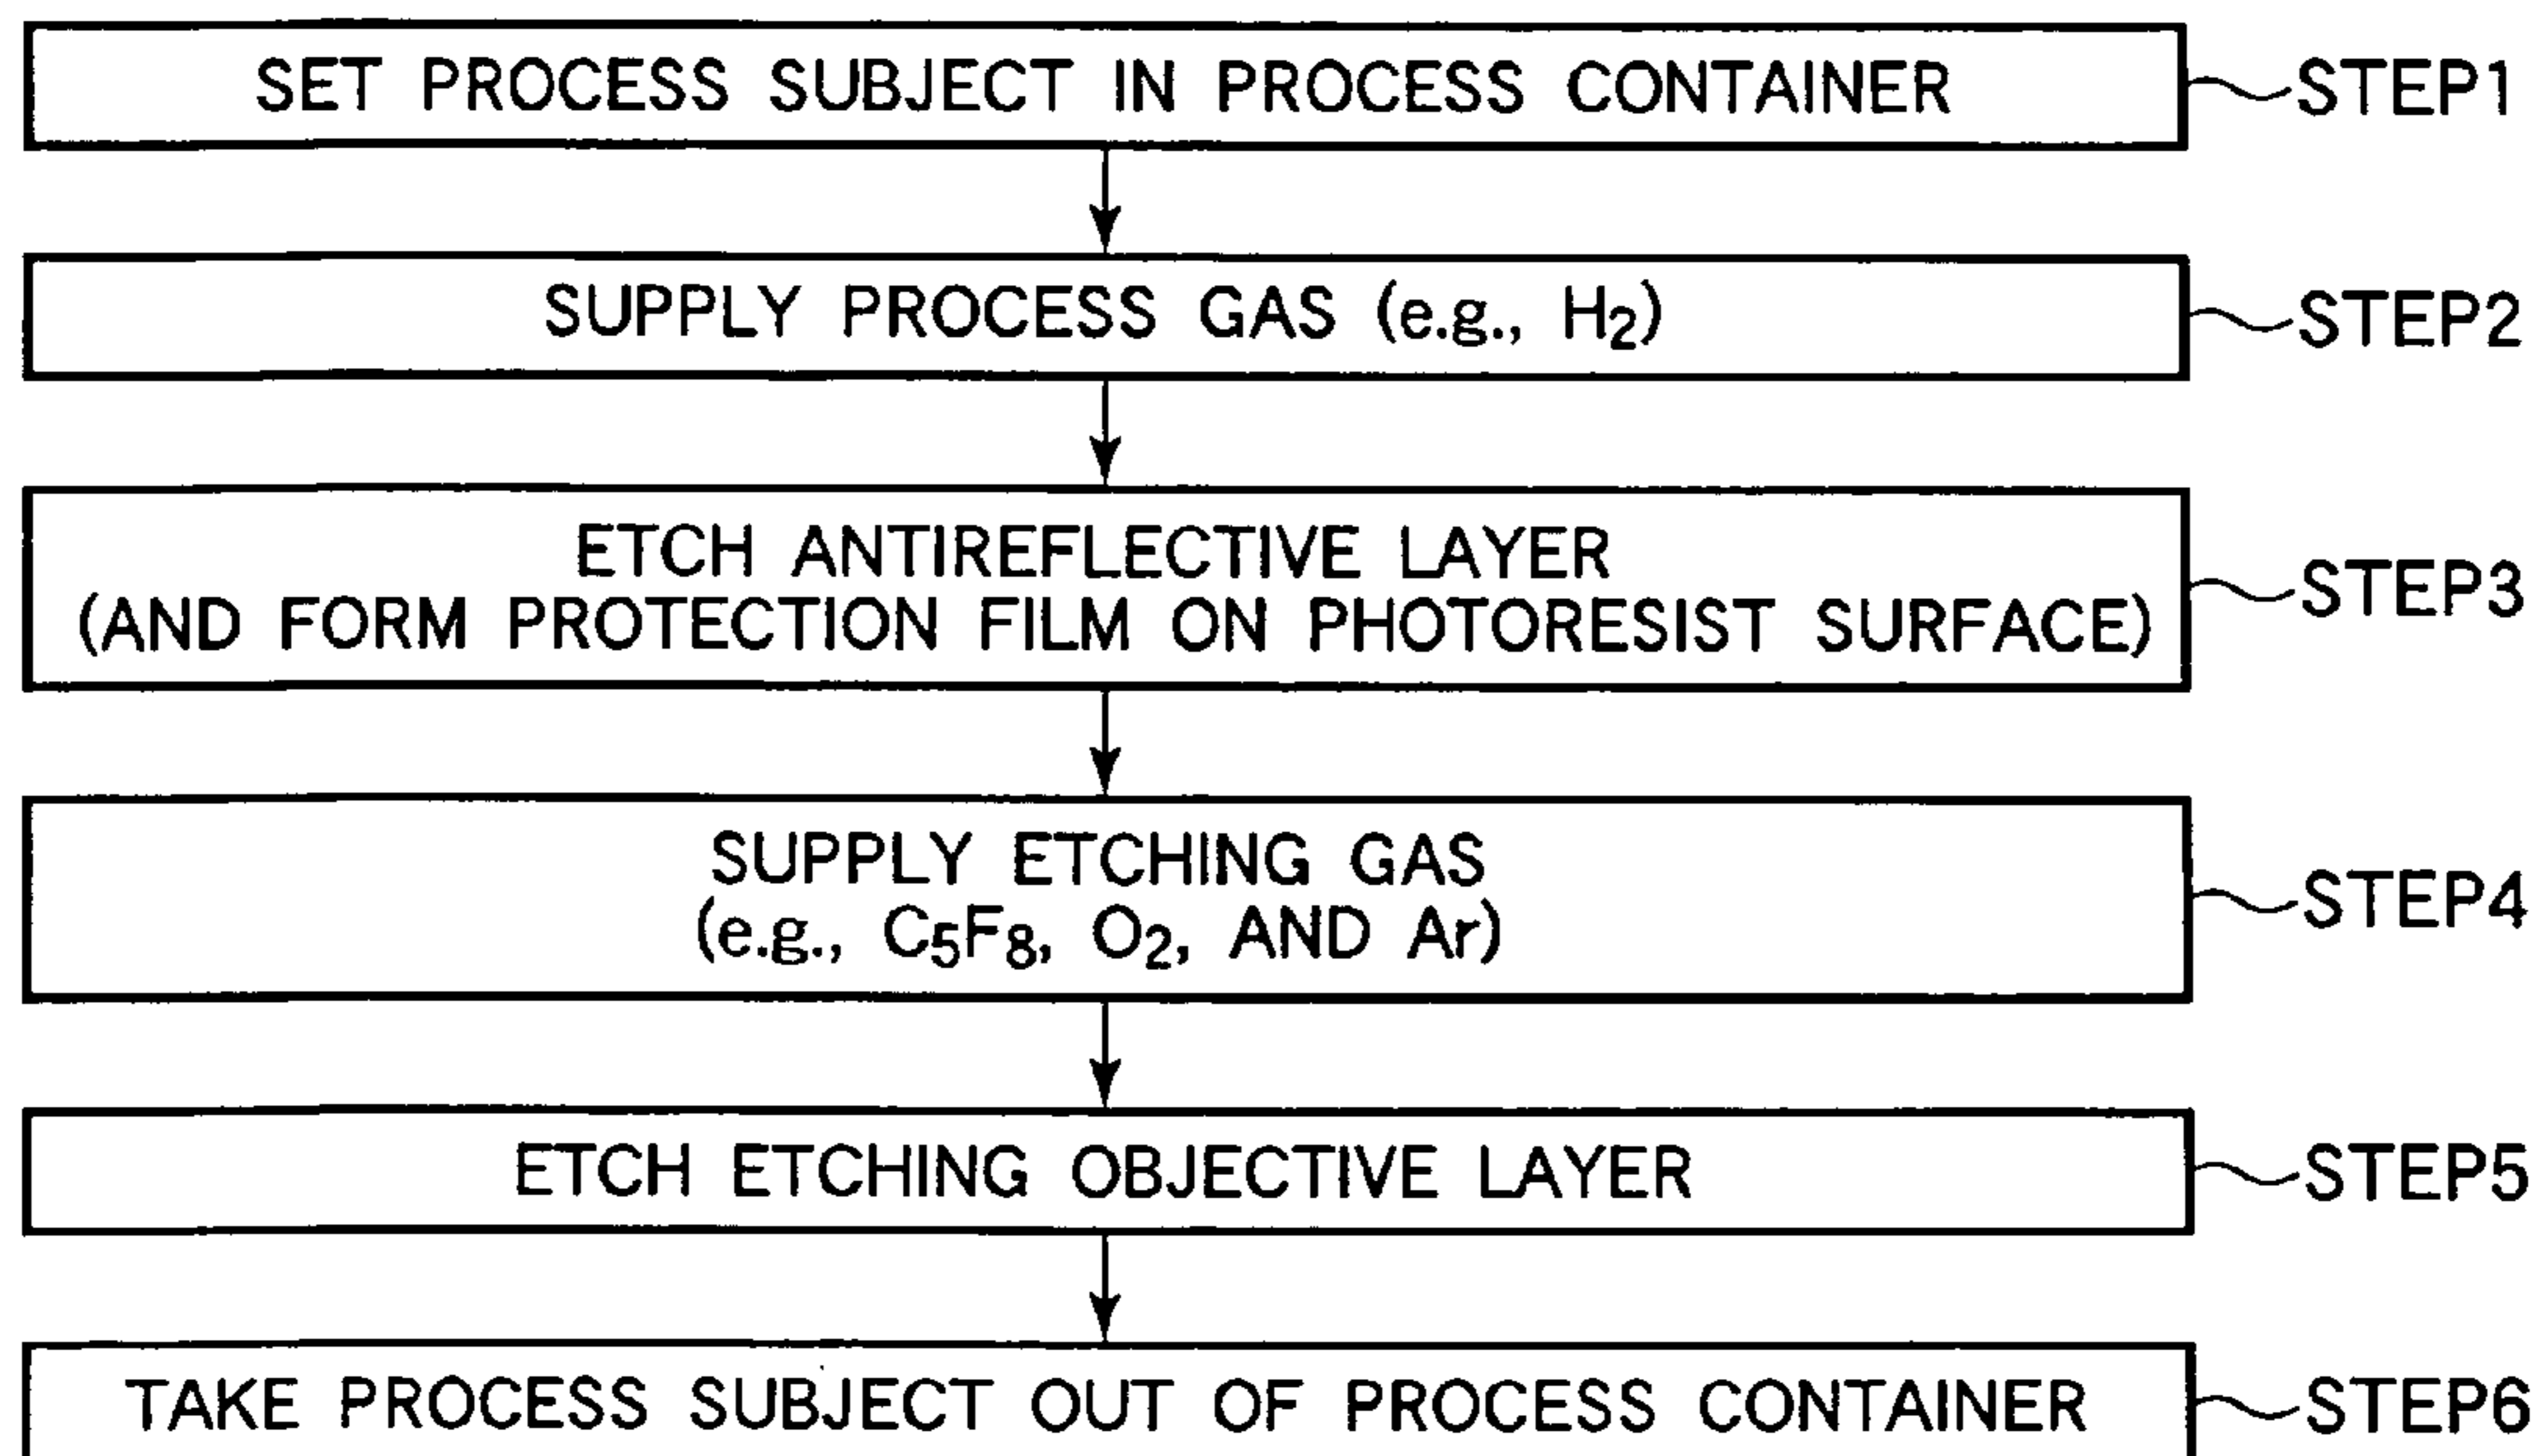 SET PROCESS SUBJECT IN PROCESS CONTAINER
STEP1
SUPPLY PROCESS GAS (e.g., H2)
STEP2
ETCH ANTIREFLECTIVE LAYER
(AND FORM PROTECTION FILM ON PHOTORESIST SURFACE)
STEP3
SUPPLY ETCHING GAS
(e.g., C5F8, O2, AND Ar)
STEP4
ETCH ETCHING OBJECTIVE LAYER
STEP5
TAKE PROCESS SUBJECT OUT OF PROCESS CONTAINER
STEP6